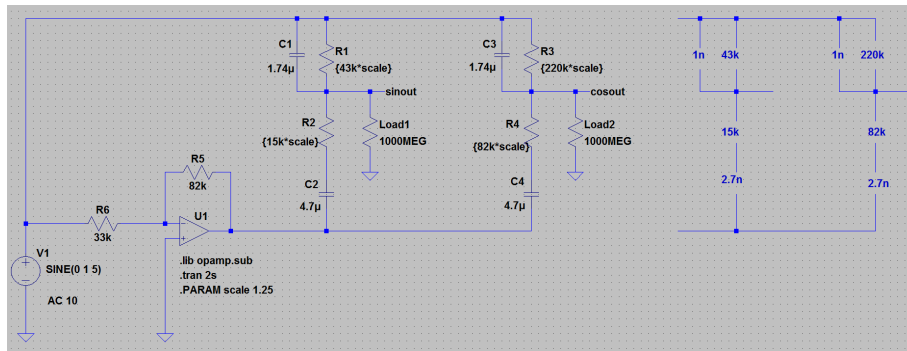 C1
1.74µ
R1
{43k*scale}
C3
1.74µ
R3
{220k*scale}
1n
43k
1n
220k
sinout
cosout
R2
{15k*scale}
Load1
1000MEG
R4
{82k*scale}
Load2
1000MEG
15k
82k
R5
82k
C2
4.7µ
C4
4.7µ
2.7n
2.7n
R6
33k
U1
V1
SINE(0 1 5)
AC 10
.lib opamp.sub
.tran 2s
.PARAM scale 1.25